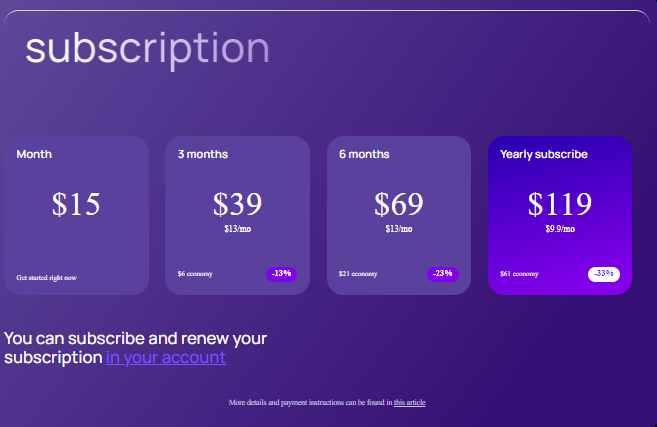 subscription
Month
$15
Get started right now
3 months
$39
$13/mo
$6 economy
-13%
6 months
$69
$13/mo
$21 economy
-23%
Yearly subscribe
$119
$9.9/mo
$61 economy
-33%
You can subscribe and renew your
subscription in your account
More details and payment instructions can be found in this article